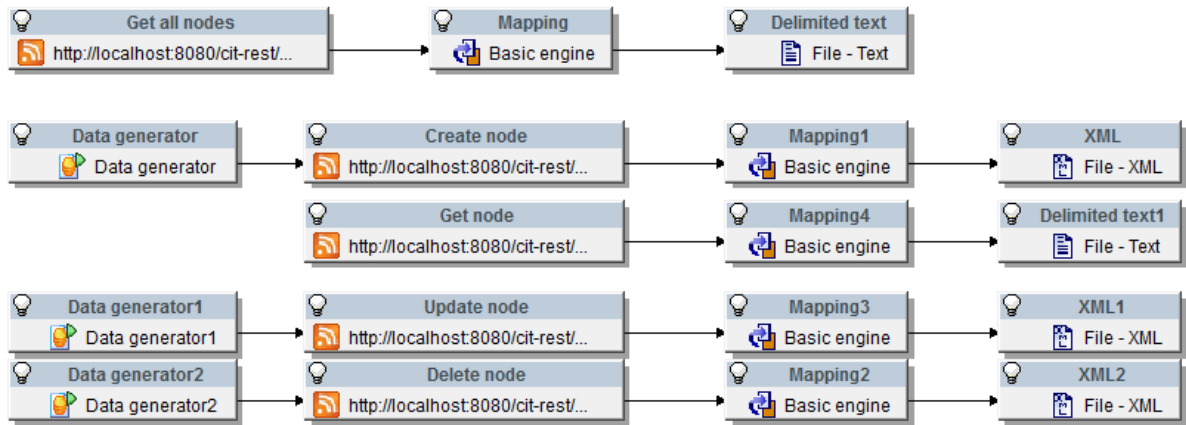 Get all nodes
http://localhost:8080/cit-rest/...
Mapping
Basic engine
Delimited text
File - Text
Data generator
Data generator
Create node
http://localhost:8080/cit-rest/...
Mapping1
Basic engine
XML
File - XML
Get node
http://localhost:8080/cit-rest/...
Mapping4
Basic engine
Delimited text1
File - Text
Data generator1
Data generator1
Update node
http://localhost:8080/cit-rest/...
Mapping3
Basic engine
XML1
File - XML
Data generator2
Data generator2
Delete node
http://localhost:8080/cit-rest/...
Mapping2
Basic engine
XML2
File - XML